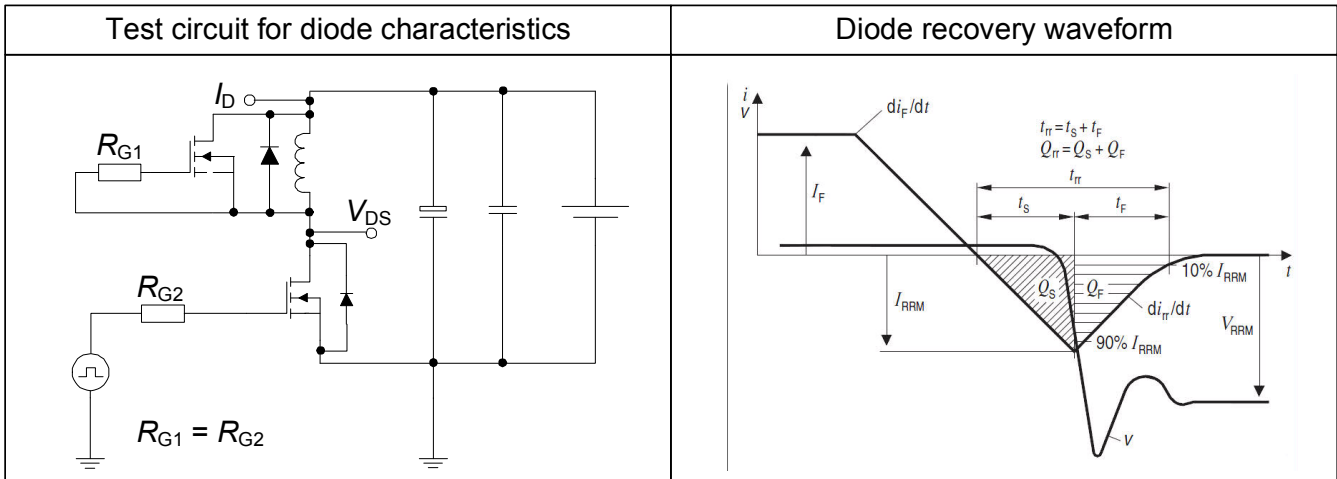 Test circuit for diode characteristics
Diode recovery waveform
I_D
R_G1
V_DS
R_G2
R_G1 = R_G2
i
v
di_F/dt
t_rr = t_S + t_F
Q_rr = Q_S + Q_F
t_rr
I_F
t_S
t_F
t
10% I_RRM
Q_S
Q_F
I_RRM
di_rr/dt
V_RRM
90% I_RRM
v